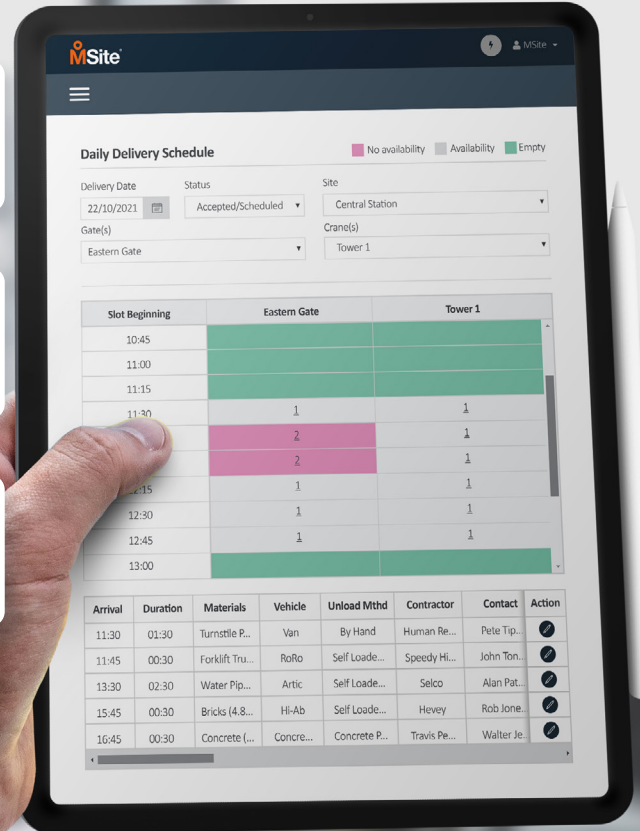 MSite
MSite
Daily Delivery Schedule
No availability Availability Empty
Delivery Date Status Site
22/10/2021 Accepted/Scheduled Central Station
Gate(s) Crane(s)
Eastern Gate Tower 1
Slot Beginning Eastern Gate Tower 1
10:45
11:00
11:15
11:30 1 1
2 1
2 1
:15 1 1
12:30 1 1
12:45 1 1
13:00
Arrival Duration Materials Vehicle Unload Mthd Contractor Contact Action
11:30 01:30 Turnstile P... Van By Hand Human Re... Pete Tip...
11:45 00:30 Forklift Tru... RoRo Self Loade... Speedy Hi... John Ton...
13:30 02:30 Water Pip... Artic Self Loade... Selco Alan Pat...
15:45 00:30 Bricks (4.8... Hi-Ab Self Loade... Hevey Rob Jone...
16:45 00:30 Concrete (... Concre... Concrete P... Travis Pe... Walter Je...